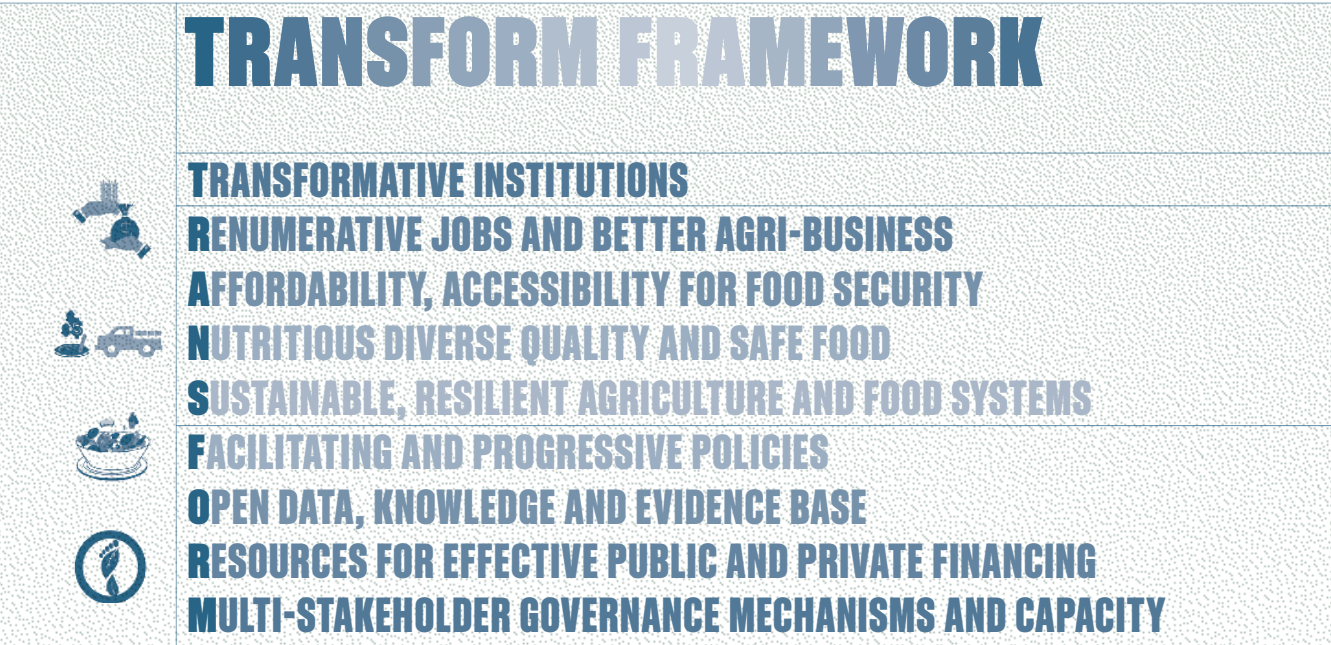 TRANSFORM FRAMEWORK
TRANSFORMATIVE INSTITUTIONS
RENUMERATIVE JOBS AND BETTER AGRI-BUSINESS
AFFORDABILITY, ACCESSIBILITY FOR FOOD SECURITY
NUTRITIOUS DIVERSE QUALITY AND SAFE FOOD
SUSTAINABLE, RESILIENT AGRICULTURE AND FOOD SYSTEMS
FACILITATING AND PROGRESSIVE POLICIES
OPEN DATA, KNOWLEDGE AND EVIDENCE BASE
RESOURCES FOR EFFECTIVE PUBLIC AND PRIVATE FINANCING
MULTI-STAKEHOLDER GOVERNANCE MECHANISMS AND CAPACITY